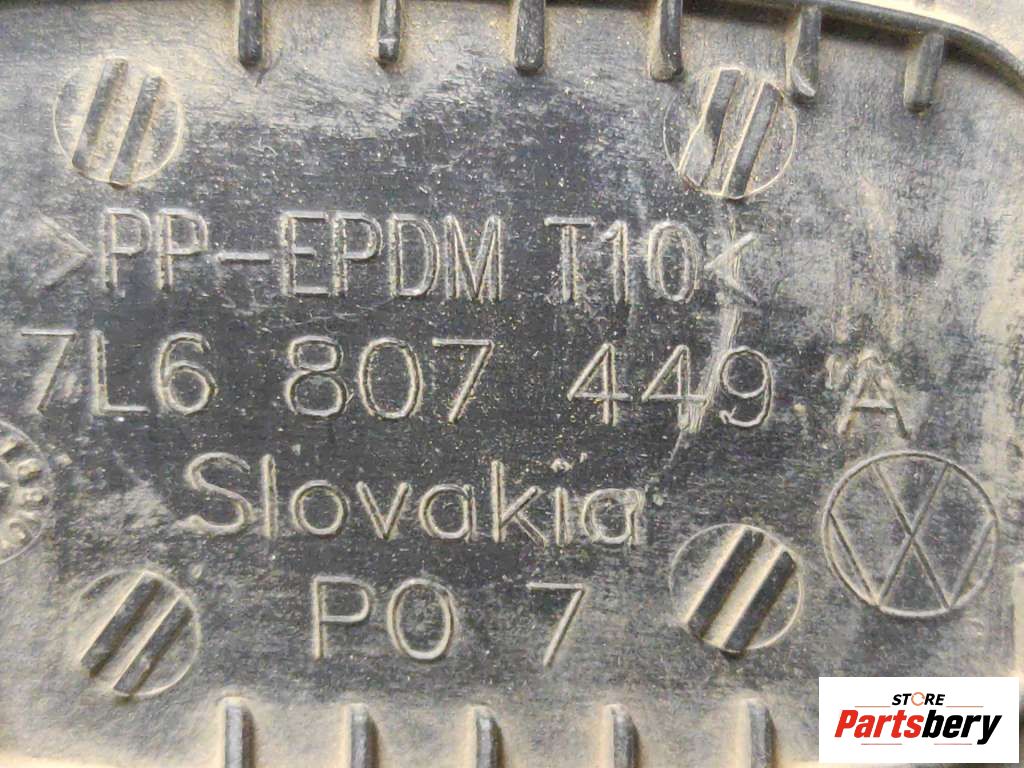 >PP-EPDM T10<
7L6 807 449 A
Slovakia
PO 7
STORE
Partsbery